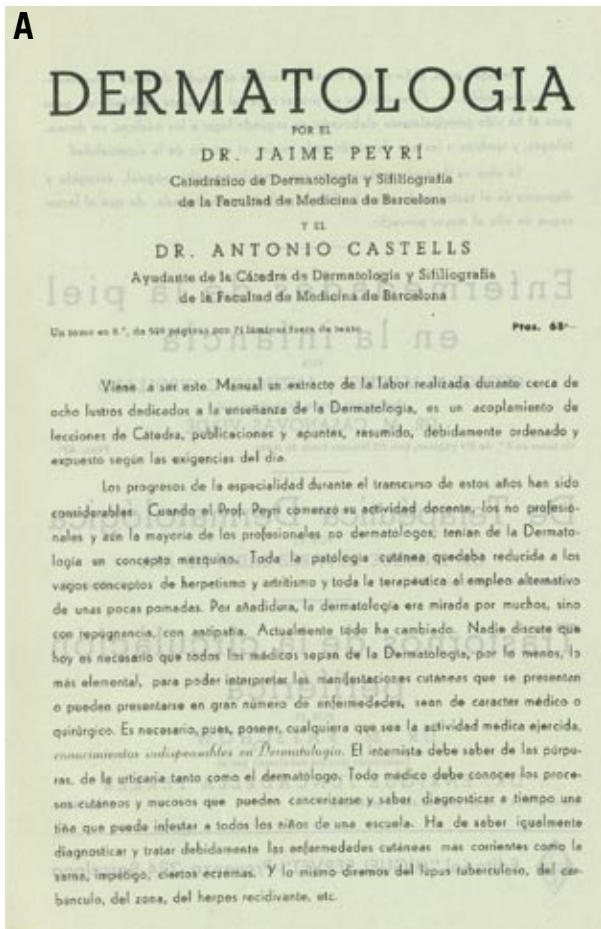 A
DERMATOLOGIA
POR EL
DR. JAIME PEYRÍ
Catedrático de Dermatología y Sifiliografía
de la Facultad de Medicina de Barcelona
Y EL
DR. ANTONIO CASTELLS
Ayudante de la Cátedra de Dermatología y Sifiliografía
de la Facultad de Medicina de Barcelona
Un tomo en 8.º, de páginas con 71 láminas fuera de texto Ptas. 65'—
Viene a ser este Manual un extracto de la labor realizada durante cerca de
ocho lustros dedicados a la enseñanza de la Dermatología, es un acoplamiento de
lecciones de Cátedra, publicaciones y apuntes, resumido, debidamente ordenado y
expuesto según las exigencias del día.
Los progresos de la especialidad durante el transcurso de estos años han sido
considerables. Cuando el Prof. Peyrí comenzó su actividad docente, los no profesio-
nales y aún la mayoría de los profesionales no dermatólogos, tenían de la Dermato-
logía un concepto mezquino. Toda la patología cutánea quedaba reducida a los
vagos conceptos de herpetismo y artritismo y toda la terapéutica al empleo alternativo
de unas pocas pomadas. Por añadidura, la dermatología era mirada por muchos, sino
con repugnancia, con antipatía. Actualmente todo ha cambiado. Nadie discute que
hoy es necesario que todos los médicos sepan de la Dermatología, por lo menos, lo
más elemental, para poder interpretar las manifestaciones cutáneas que se presentan
o pueden presentarse en gran número de enfermedades, sean de carácter médico o
quirúrgico. Es necesario, pues, poseer, cualquiera que sea la actividad médica ejercida,
conocimientos indispensables en Dermatología. El internista debe saber de las púrpu-
ras, de la urticaria tanto como el dermatólogo. Todo médico debe conocer los proce-
sos cutáneos y mucosos que pueden cancerizarse y saber diagnosticar a tiempo una
tiña que puede infestar a todos los niños de una escuela. Ha de saber igualmente
diagnosticar y tratar debidamente las enfermedades cutáneas más corrientes como la
sarna, impétigo, ciertos eczemas. Y lo mismo diremos del lupus tuberculoso, del car-
bunculo, del zona, del herpes recidivante, etc.